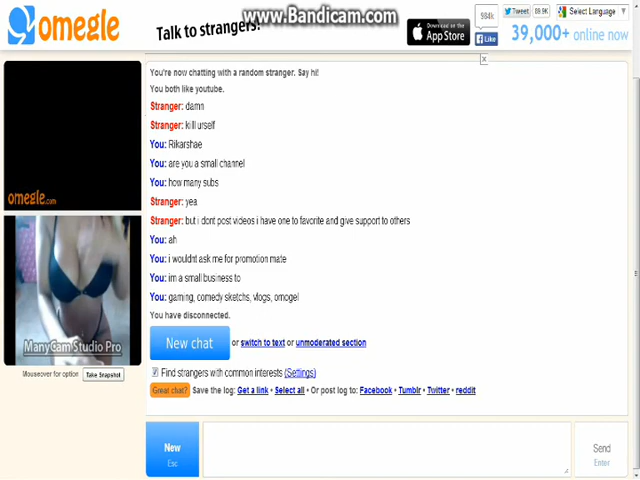 omegle
Talk to strangers!
www.Bandicam.com
Download on the
App Store
984k
Like
Tweet
89.9K
Select Language
39,000+ online now
You're now chatting with a random stranger. Say hi!
You both like youtube.
Stranger: damn
Stranger: killl urself
You: Rikarshae
You: are you a small channel
You: how many subs
Stranger: yea
Stranger: but i dont post videos i have one to favorite and give support to others
You: ah
You: i wouldnt ask me for promotion mate
You: im a small business to
You: gaming, comedy sketchs, vlogs, omogel
You have disconnected.
New chat or switch to text or unmoderated section
Find strangers with common interests (Settings)
Great chat? Save the log: Get a link • Select all • Or post log to: Facebook • Tumblr • Twitter • reddit
omegle.com
ManyCam Studio Pro
Mouseover for option
Take Snapshot
New
Esc
Send
Enter